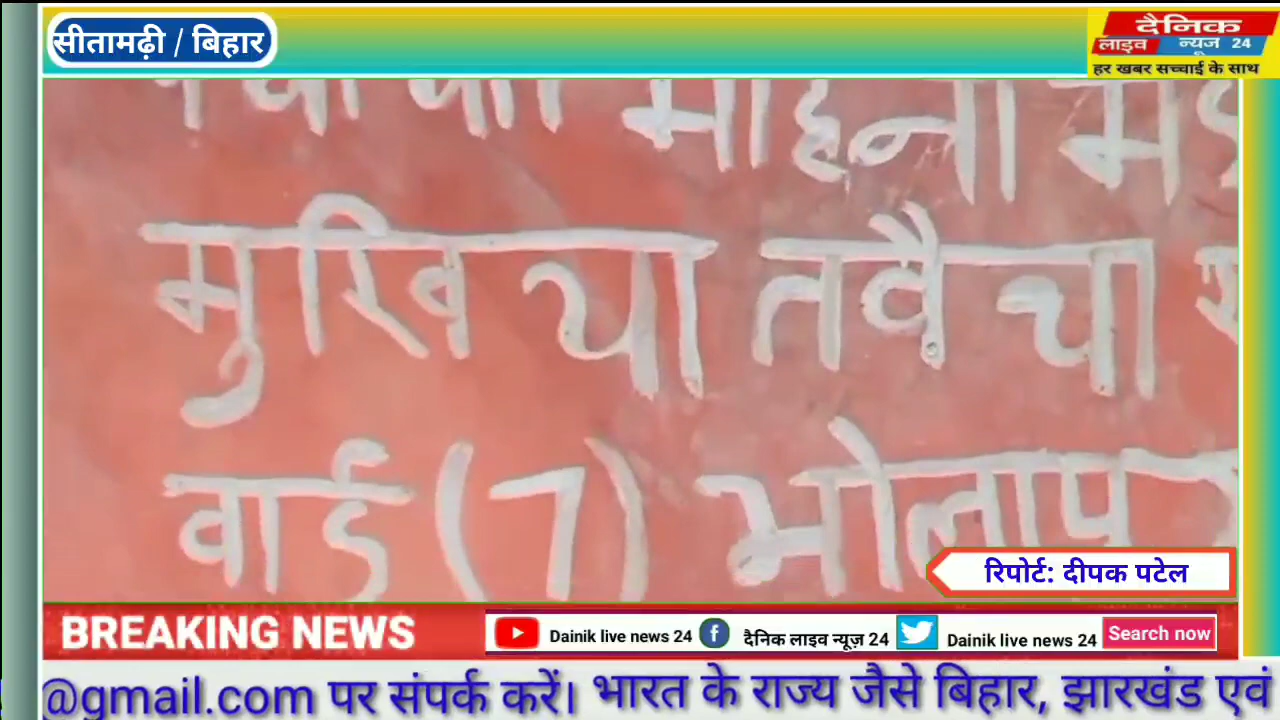 सीतामढ़ी / बिहार
दैनिक
लाइव न्यूज 24
हर खबर सच्चाई के साथ
मुखिया तवैचा
वार्ड (7) भोलाप
रिपोर्ट: दीपक पटेल
BREAKING NEWS
Dainik live news 24
दैनिक लाइव न्यूज़ 24
Dainik live news 24
Search now
@gmail.com पर संपर्क करें। भारत के राज्य जैसे बिहार, झारखंड एवं